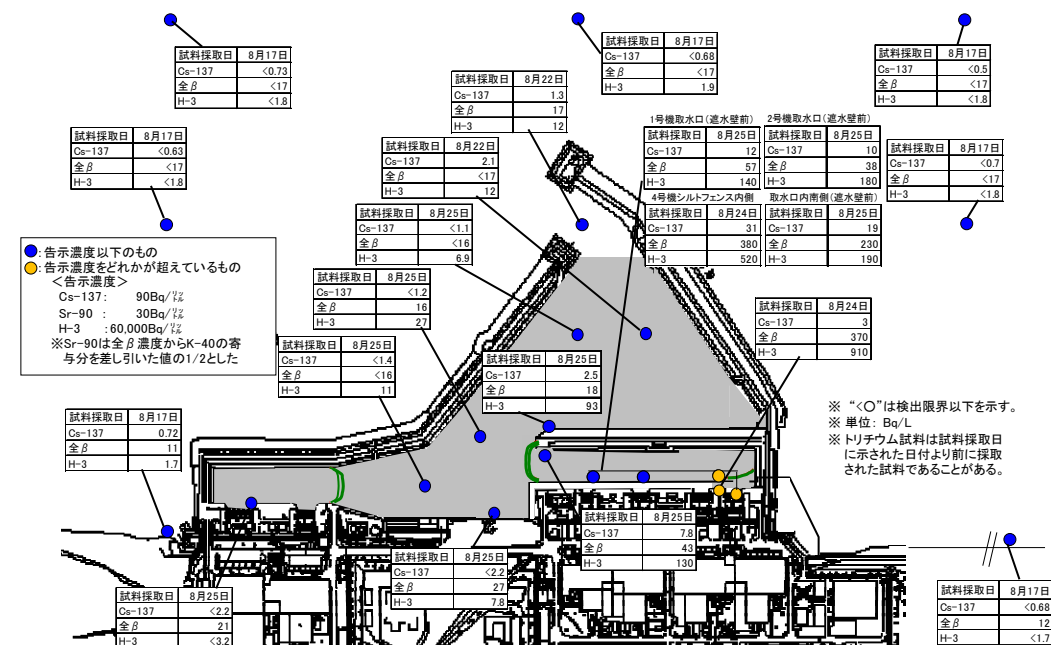 試料採取日 8月17日
Cs-137 <0.73
全β <17
H-3 <1.8
試料採取日 8月17日
Cs-137 <0.68
全β <17
H-3 1.9
試料採取日 8月17日
Cs-137 <0.5
全β <17
H-3 <1.8
試料採取日 8月22日
Cs-137 1.3
全β 17
H-3 12
試料採取日 8月17日
Cs-137 <0.63
全β <17
H-3 <1.8
試料採取日 8月22日
Cs-137 2.1
全β <17
H-3 12
1号機取水口(遮水壁前)
試料採取日 8月25日
Cs-137 12
全β 57
H-3 140
2号機取水口(遮水壁前)
試料採取日 8月25日
Cs-137 10
全β 38
H-3 180
試料採取日 8月17日
Cs-137 <0.7
全β <17
H-3 <1.8
4号機シルトフェンス内側
試料採取日 8月24日
Cs-137 31
全β 380
H-3 520
取水口内南側(遮水壁前)
試料採取日 8月25日
Cs-137 19
全β 230
H-3 190
試料採取日 8月25日
Cs-137 <1.1
全β <16
H-3 6.9
:告示濃度以下のもの
:告示濃度をどれかが超えているもの
<告示濃度>
Cs-137: 90Bq/㍑
Sr-90 : 30Bq/㍑
H-3 :60,000Bq/㍑
※Sr-90は全β濃度からK-40の寄
与分を差し引いた値の1/2とした
試料採取日 8月25日
Cs-137 <1.2
全β 16
H-3 27
試料採取日 8月24日
Cs-137 3
全β 370
H-3 910
試料採取日 8月25日
Cs-137 <1.4
全β <16
H-3 11
試料採取日 8月25日
Cs-137 2.5
全β 18
H-3 93
※ “<○”は検出限界以下を示す。
※ 単位: Bq/L
※ トリチウム試料は試料採取日
に示された日付より前に採取
された試料であることがある。
試料採取日 8月17日
Cs-137 0.72
全β 11
H-3 1.7
試料採取日 8月25日
Cs-137 7.8
全β 43
H-3 130
試料採取日 8月25日
Cs-137 <2.2
全β 27
H-3 7.8
試料採取日 8月25日
Cs-137 <2.2
全β 21
H-3 <3.2
試料採取日 8月17日
Cs-137 <0.68
全β 12
H-3 <1.7